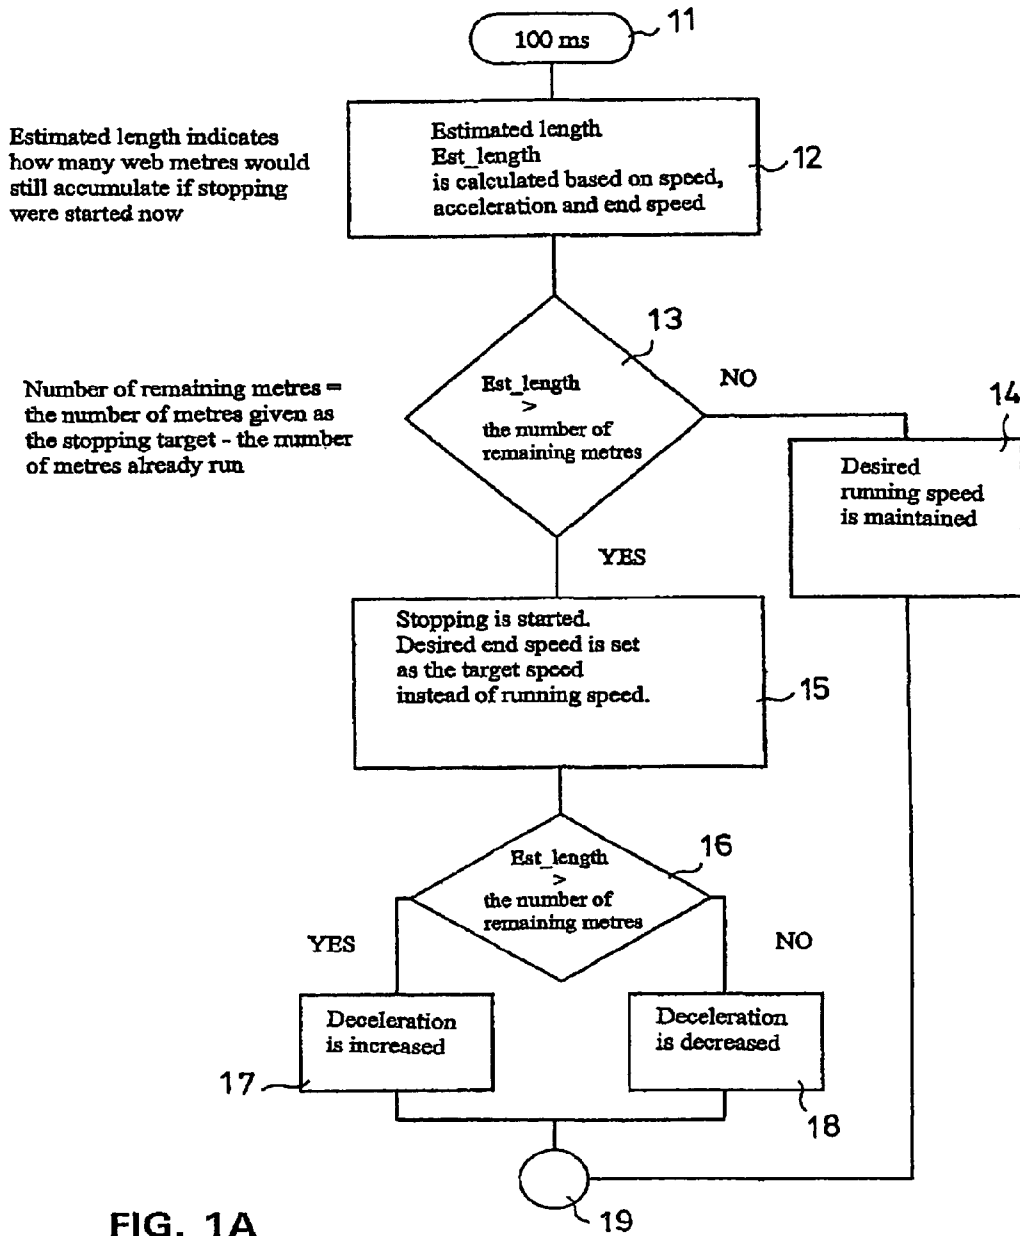 11
100 ms
Estimated length indicates
how many web metres would
still accumulate if stopping
were started now
Estimated length
Est_length
is calculated based on speed,
acceleration and end speed
12
13
Number of remaining metres =
the number of metres given as
the stopping target - the number
of metres already run
Est_length
>
the number of
remaining metres
NO
14
Desired
running speed
is maintained
YES
Stopping is started.
Desired end speed is set
as the target speed
instead of running speed.
15
Est_length
>
the number of
remaining metres
16
YES
NO
Deceleration
is increased
17
Deceleration
is decreased
18
19
FIG. 1A